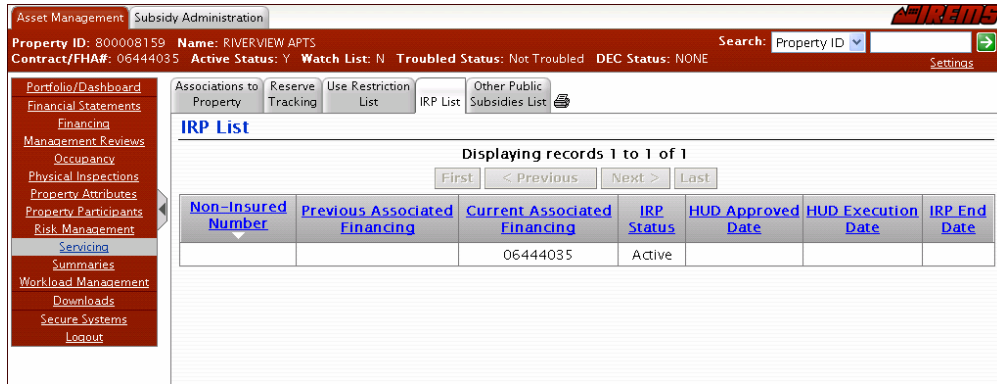 Asset Management Subsidy Administration
iREMS
Property ID: 800008159 Name: RIVERVIEW APTS
Search: Property ID
Contract/FHA#: 06444035 Active Status: Y Watch List: N Troubled Status: Not Troubled DEC Status: NONE
Settings
Portfolio/Dashboard
Financial Statements
Financing
Management Reviews
Occupancy
Physical Inspections
Property Attributes
Property Participants
Risk Management
Servicing
Summaries
Workload Management
Downloads
Secure Systems
Logout
Associations to Property
Reserve Tracking
Use Restriction List
IRP List
Other Public Subsidies List
IRP List
Displaying records 1 to 1 of 1
First < Previous Next > Last
Non-Insured Number
Previous Associated Financing
Current Associated Financing
IRP Status
HUD Approved Date
HUD Execution Date
IRP End Date
06444035 Active